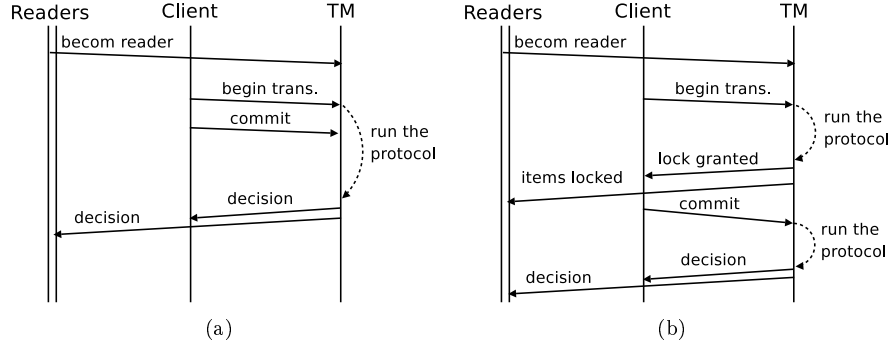 Readers Client TM
becom reader
begin trans.
commit
run the
protocol
decision
decision
(a)
Readers Client TM
becom reader
begin trans.
run the
protocol
lock granted
items locked
commit
run the
protocol
decision
decision
(b)